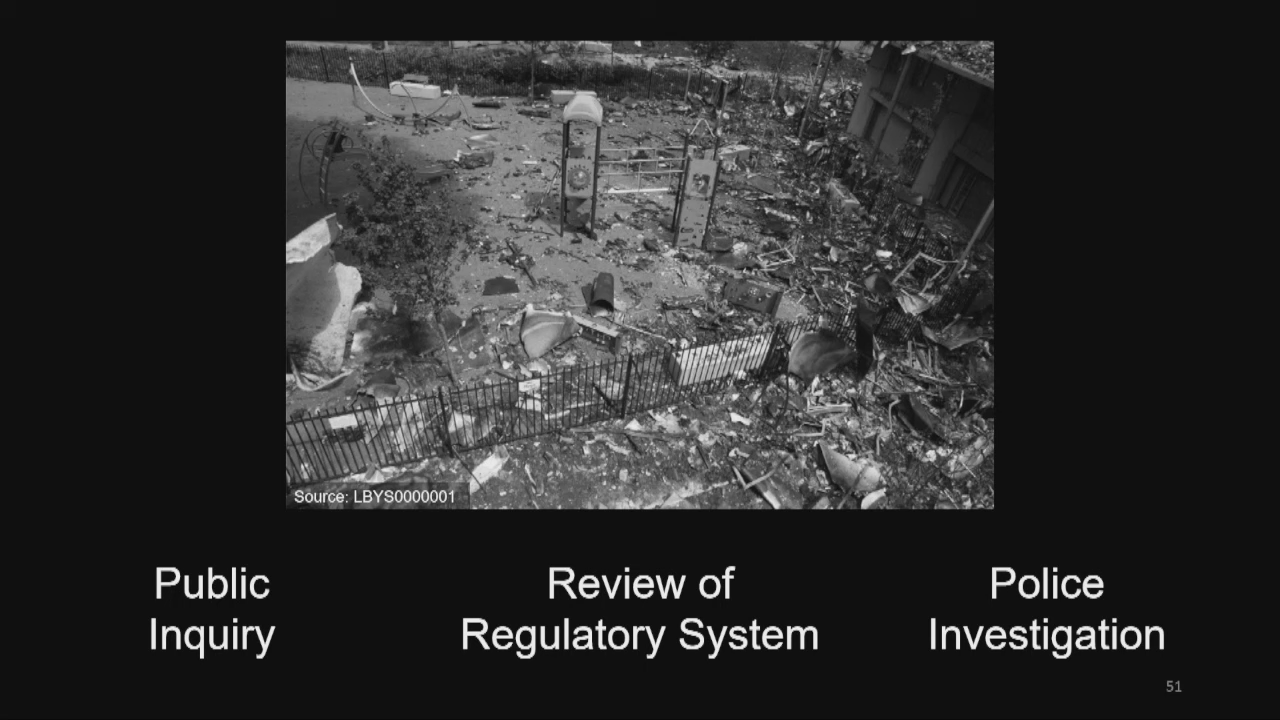 Source: LBYS0000001
Public
Inquiry
Review of
Regulatory System
Police
Investigation
51